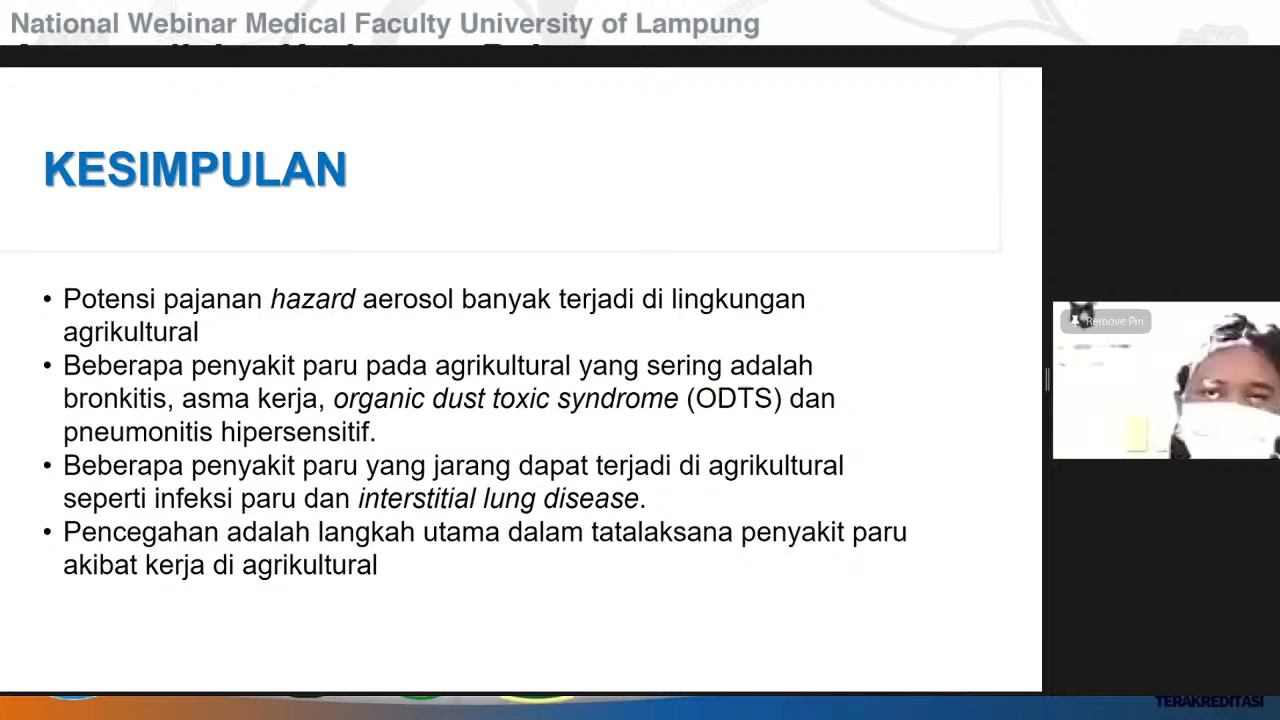 National Webinar Medical Faculty University of Lampung
KESIMPULAN
• Potensi pajanan hazard aerosol banyak terjadi di lingkungan
agrikultural
• Beberapa penyakit paru pada agrikultural yang sering adalah
bronkitis, asma kerja, organic dust toxic syndrome (ODTS) dan
pneumonitis hipersensitif.
• Beberapa penyakit paru yang jarang dapat terjadi di agrikultural
seperti infeksi paru dan interstitial lung disease.
• Pencegahan adalah langkah utama dalam tatalaksana penyakit paru
akibat kerja di agrikultural
Remove Pin
TERAKREDITASI